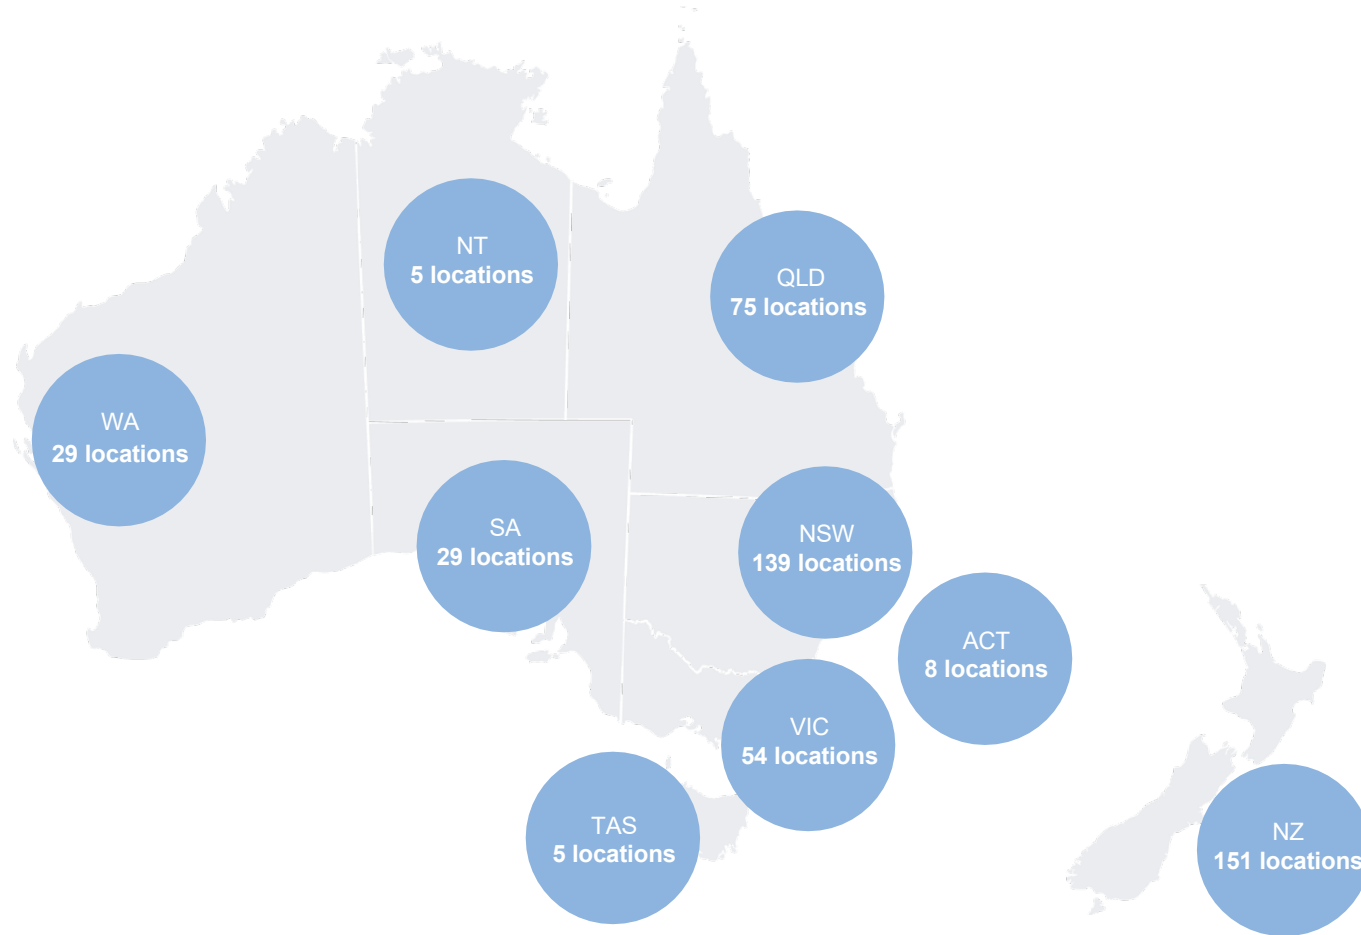 NT
5 locations
QLD
75 locations
WA
29 locations
SA
29 locations
NSW
139 locations
ACT
8 locations
VIC
54 locations
TAS
5 locations
NZ
151 locations